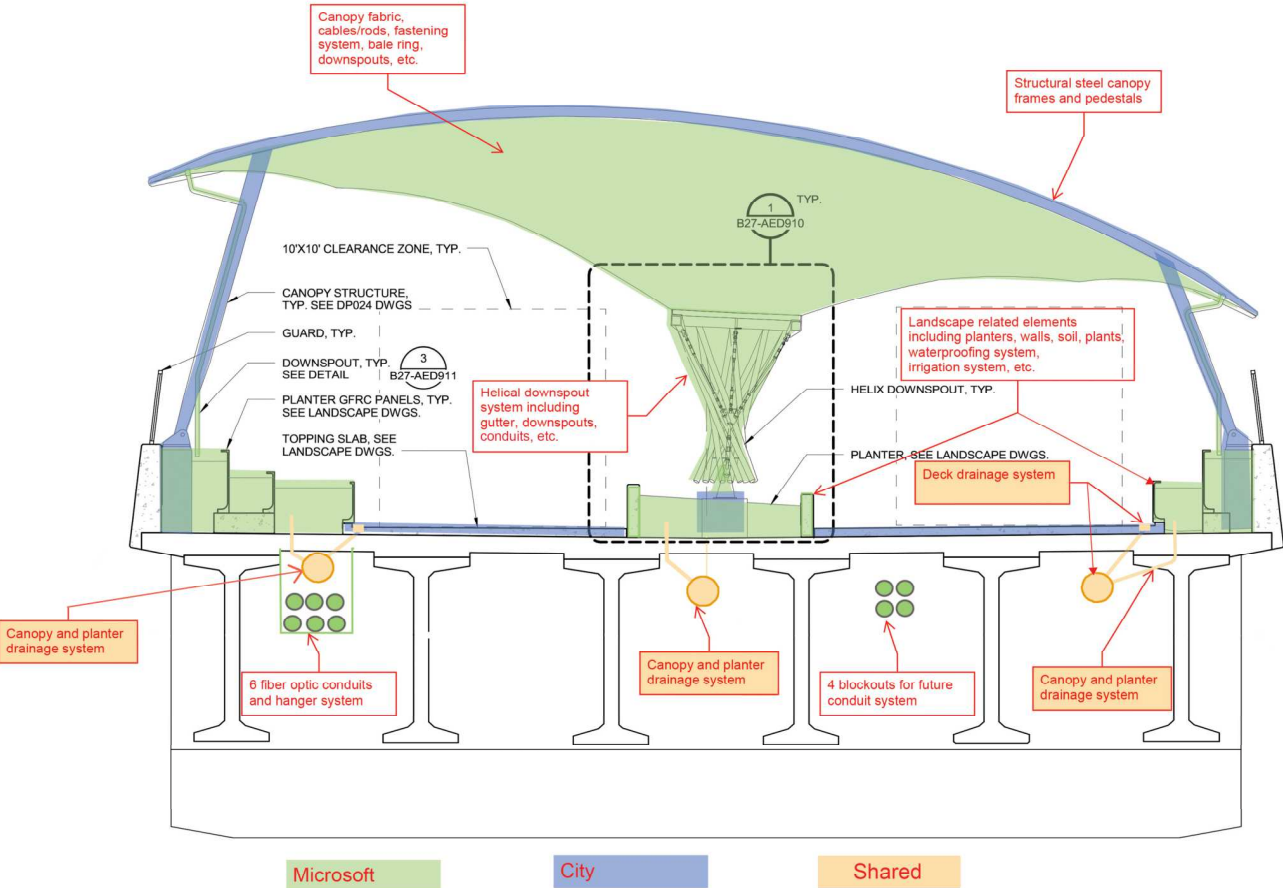 Canopy fabric,
cables/rods, fastening
system, bale ring,
downspouts, etc.
Structural steel canopy
frames and pedestals
1
B27-AED910
TYP.
10'X10' CLEARANCE ZONE, TYP.
CANOPY STRUCTURE,
TYP. SEE DP024 DWGS
GUARD, TYP.
DOWNSPOUT, TYP.
SEE DETAIL
3
B27-AED911
PLANTER GFRC PANELS, TYP.
SEE LANDSCAPE DWGS.
TOPPING SLAB, SEE
LANDSCAPE DWGS.
Helical downspout
system including
gutter, downspouts,
conduits, etc.
Landscape related elements
including planters, walls, soil, plants,
waterproofing system,
irrigation system, etc.
HELIX DOWNSPOUT, TYP.
PLANTER, SEE LANDSCAPE DWGS.
Deck drainage system
Canopy and planter
drainage system
6 fiber optic conduits
and hanger system
Canopy and planter
drainage system
4 blockouts for future
conduit system
Canopy and planter
drainage system
Microsoft
City
Shared